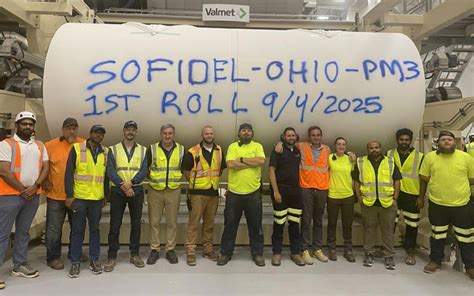 Valmet
SOFIDEL-OHIO-PM3
1ST ROLL 9/4/2025